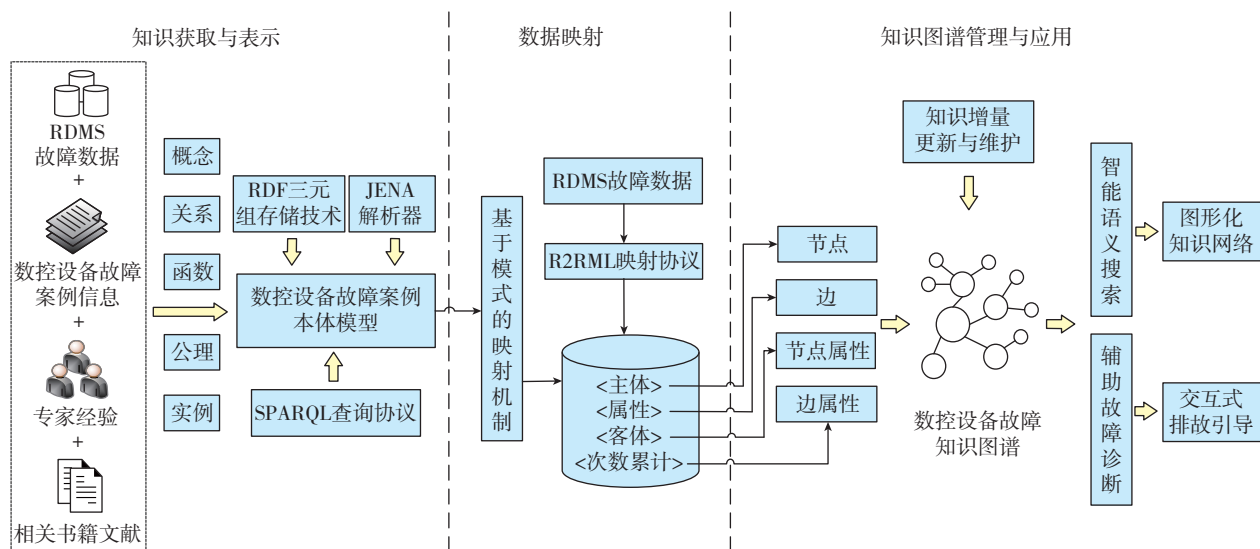 知识获取与表示
RDMS
故障数据
+
数控设备故障
案例信息
+
专家经验
+
相关书籍文献
概念
关系
函数
公理
实例
RDF三元
组存储技术
JENA
解析器
数控设备故障案例
本体模型
SPARQL查询协议
数据映射
基于模式的映射机制
RDMS故障数据
R2RML映射协议
<主体>
<属性>
<客体>
<次数累计>
知识图谱管理与应用
节点
边
节点属性
边属性
知识增量
更新与维护
数控设备故障
知识图谱
智能语义搜索
辅助故障诊断
图形化
知识网络
交互式
排故引导